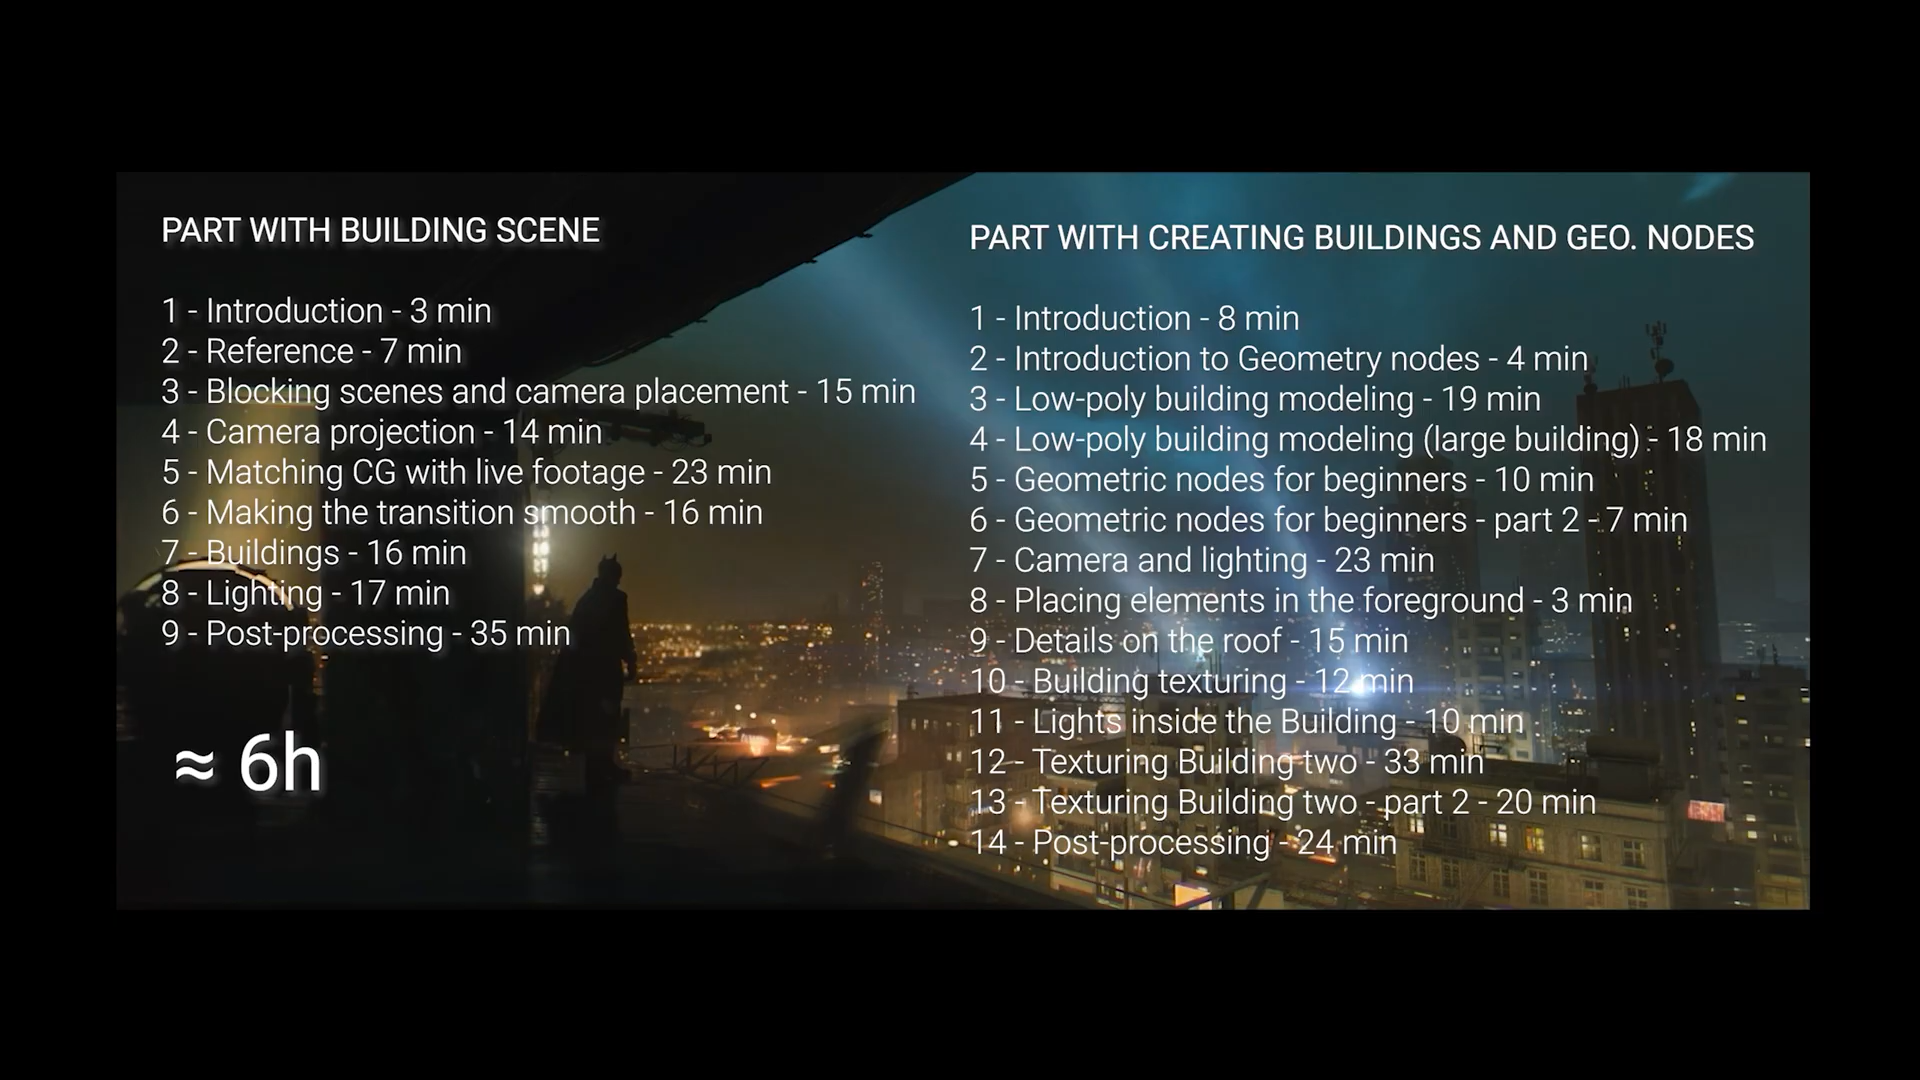 PART WITH BUILDING SCENE
1 - Introduction - 3 min
2 - Reference - 7 min
3 - Blocking scenes and camera placement - 15 min
4 - Camera projection - 14 min
5 - Matching CG with live footage - 23 min
6 - Making the transition smooth - 16 min
7 - Buildings - 16 min
8 - Lighting - 17 min
9 - Post-processing - 35 min
≈ 6h
PART WITH CREATING BUILDINGS AND GEO. NODES
1 - Introduction - 8 min
2 - Introduction to Geometry nodes - 4 min
3 - Low-poly building modeling - 19 min
4 - Low-poly building modeling (large building) - 18 min
5 - Geometric nodes for beginners - 10 min
6 - Geometric nodes for beginners - part 2 - 7 min
7 - Camera and lighting - 23 min
8 - Placing elements in the foreground - 3 min
9 - Details on the roof - 15 min
10 - Building texturing - 12 min
11 - Lights inside the Building - 10 min
12 - Texturing Building two - 33 min
13 - Texturing Building two - part 2 - 20 min
14 - Post-processing - 24 min